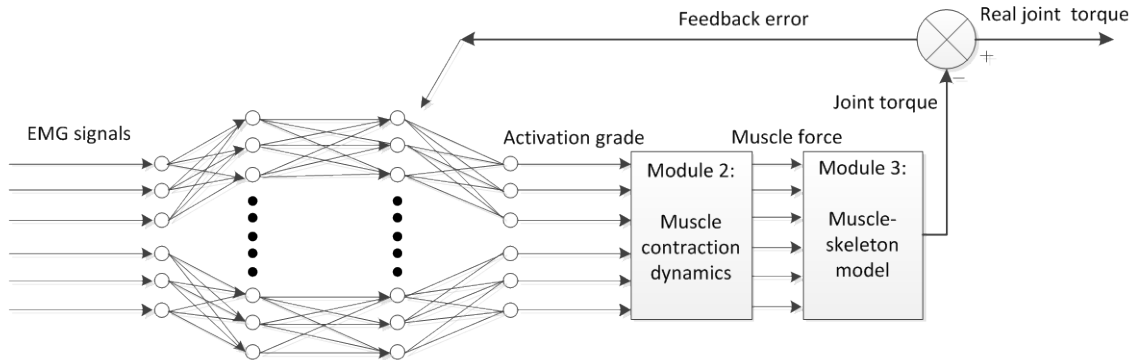 Feedback error
Real joint torque
+
−
Joint torque
EMG signals
Activation grade
Muscle force
Module 2:
Muscle
contraction
dynamics
Module 3:
Muscle-
skeleton
model